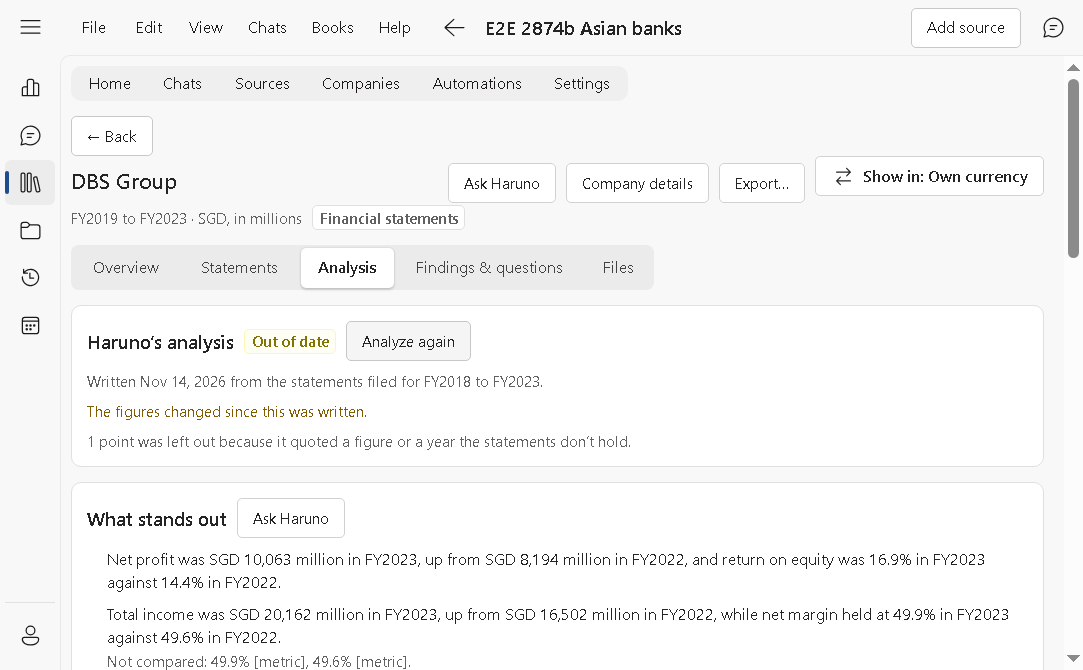 File Edit View Chats Books Help E2E 2874b Asian banks Add source
Home Chats Sources Companies Automations Settings
← Back
DBS Group Ask Haruno Company details Export... Show in: Own currency
FY2019 to FY2023 · SGD, in millions Financial statements
Overview Statements Analysis Findings & questions Files
Haruno's analysis Out of date Analyze again
Written Nov 14, 2026 from the statements filed for FY2018 to FY2023.
The figures changed since this was written.
1 point was left out because it quoted a figure or a year the statements don't hold.
What stands out Ask Haruno
Net profit was SGD 10,063 million in FY2023, up from SGD 8,194 million in FY2022, and return on equity was 16.9% in FY2023
against 14.4% in FY2022.
Total income was SGD 20,162 million in FY2023, up from SGD 16,502 million in FY2022, while net margin held at 49.9% in FY2023
against 49.6% in FY2022.
Not compared: 49.9% [metric], 49.6% [metric].